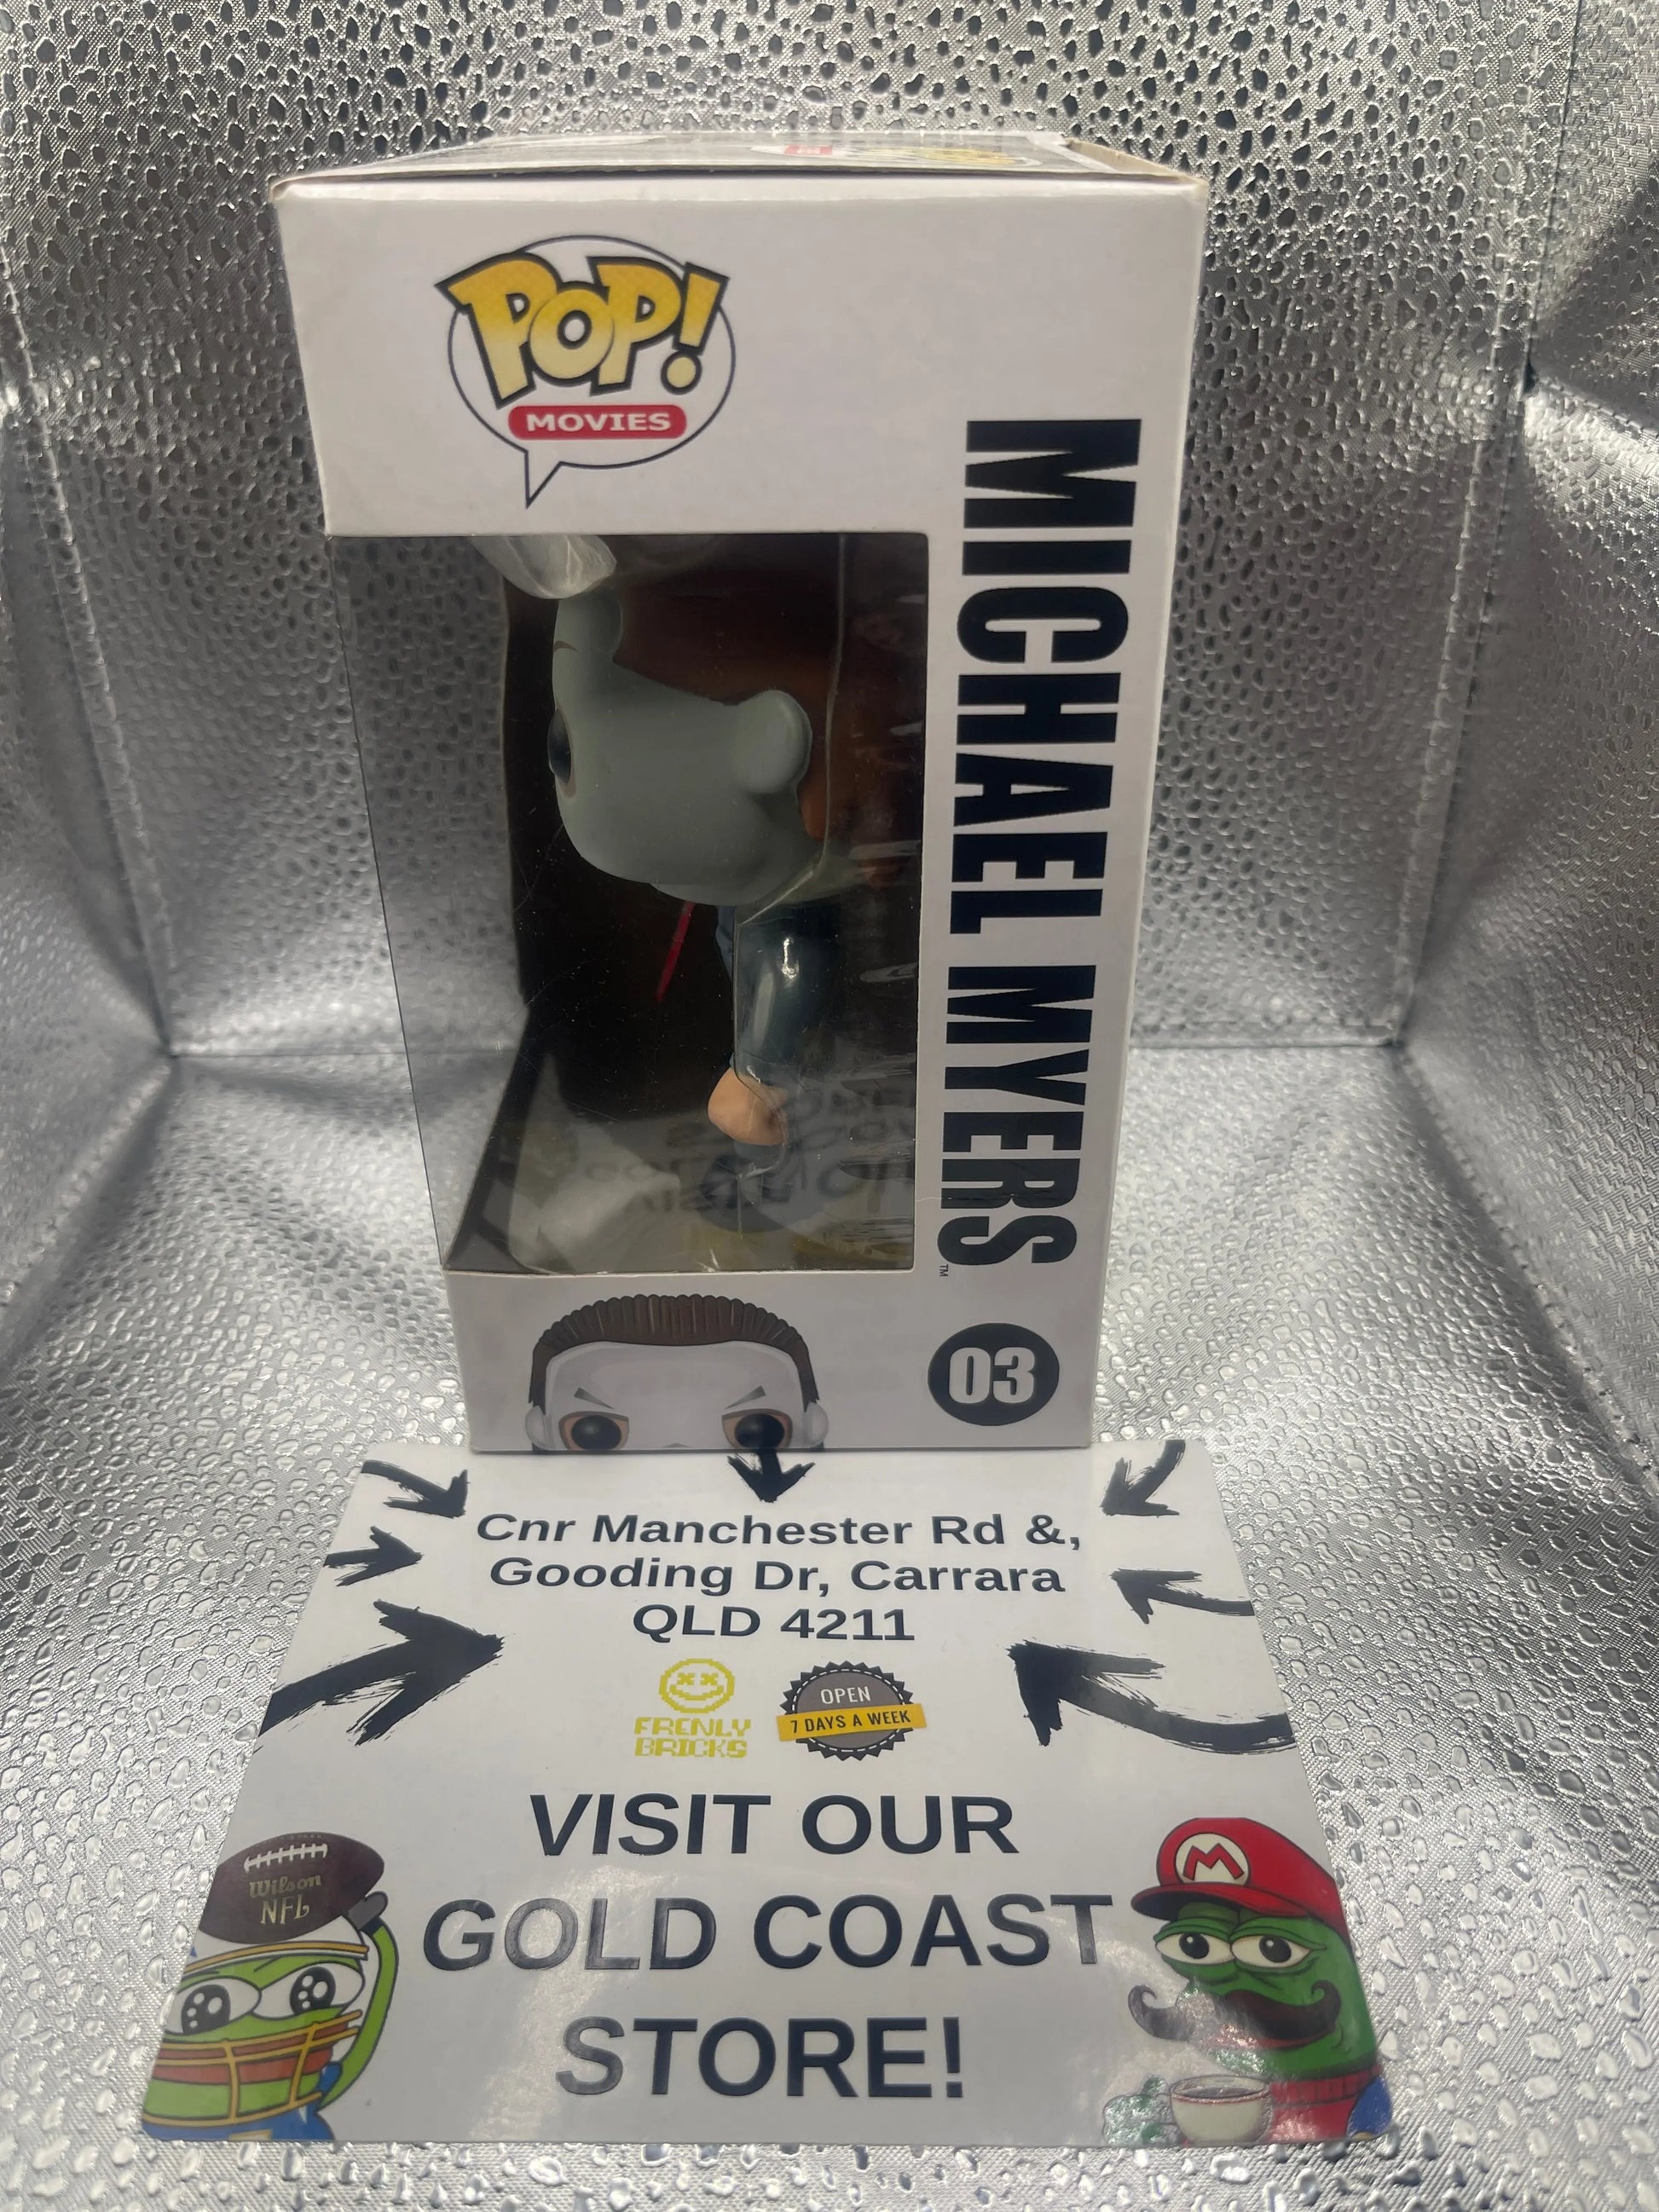 POP!
MOVIES
MICHAEL MYERS™
03
Cnr Manchester Rd &,
Gooding Dr, Carrara
QLD 4211
FRENLY
BRICKS
OPEN
7 DAYS A WEEK
VISIT OUR
GOLD COAST
STORE!
Wilson
NFL
M